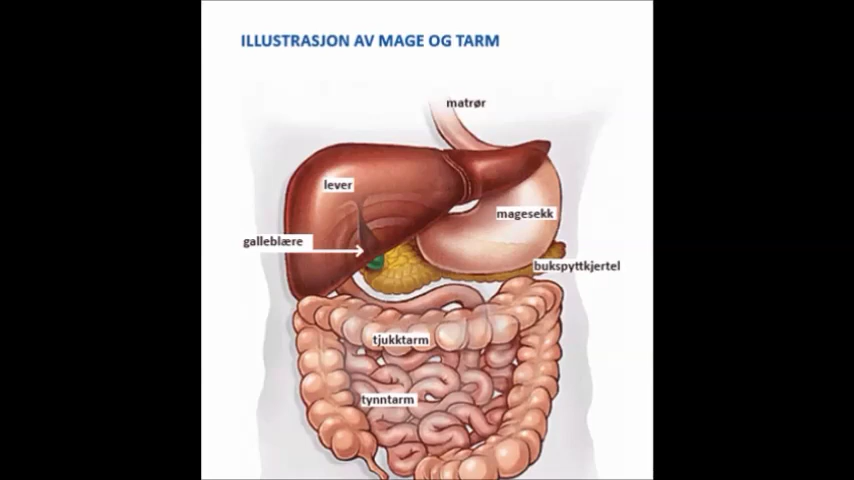 ILLUSTRASJON AV MAGE OG TARM
matrør
lever
magesekk
galleblære
bukspyttkjertel
tjukktarm
tynntarm